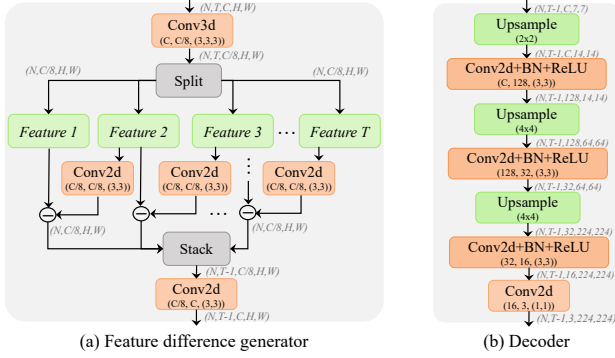 (N,T,C,H,W)
Conv3d
(C, C/8, (3,3,3))
(N,T,C/8,H,W)
(N,C/8,H,W)
Split
(N,C/8,H,W)
Feature 1
Feature 2
Feature 3
...
Feature T
Conv2d
(C/8, C/8, (3,3))
Conv2d
(C/8, C/8, (3,3))
Conv2d
(C/8, C/8, (3,3))
...
(N,C/8,H,W)
(N,C/8,H,W)
Stack
(N,T-1,C/8,H,W)
Conv2d
(C/8, C, (3,3))
(N,T-1,C,H,W)
(a) Feature difference generator
(N,T-1,C,7,7)
Upsample
(2x2)
(N,T-1,C,14,14)
Conv2d+BN+ReLU
(C, 128, (3,3))
(N,T-1,128,14,14)
Upsample
(4x4)
(N,T-1,128,64,64)
Conv2d+BN+ReLU
(128, 32, (3,3))
(N,T-1,32,64,64)
Upsample
(4x4)
(N,T-1,32,224,224)
Conv2d+BN+ReLU
(32, 16, (3,3))
(N,T-1,16,224,224)
Conv2d
(16, 3, (1,1))
(N,T-1,3,224,224)
(b) Decoder